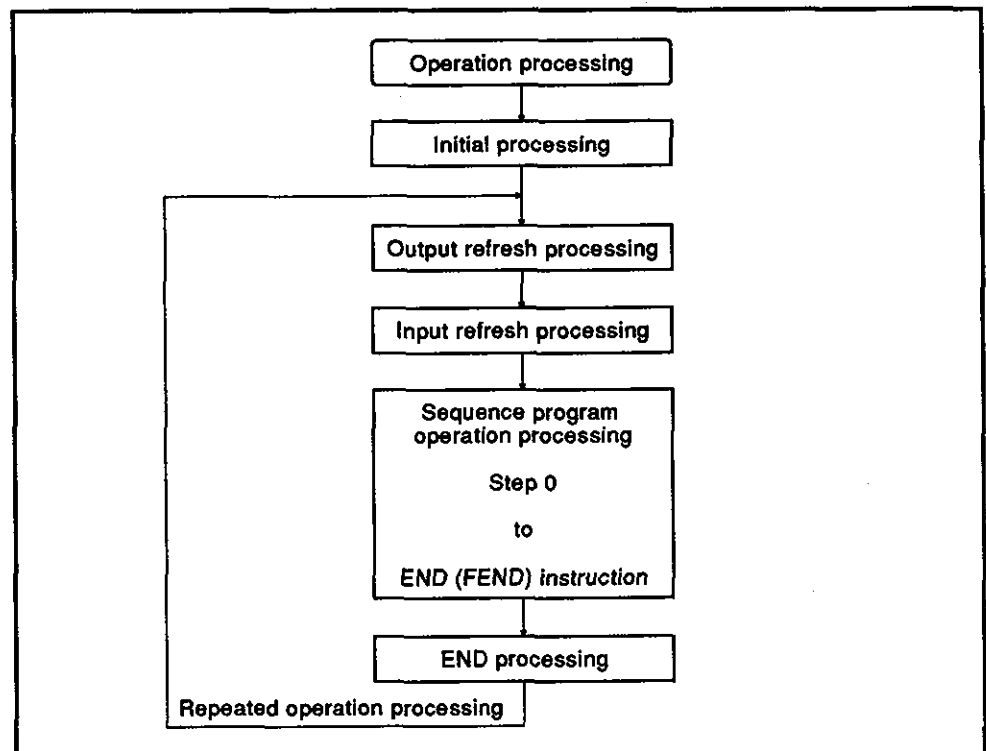 Operation processing
Initial processing
Output refresh processing
Input refresh processing
Sequence program
operation processing
Step 0
to
END (FEND) instruction
END processing
Repeated operation processing